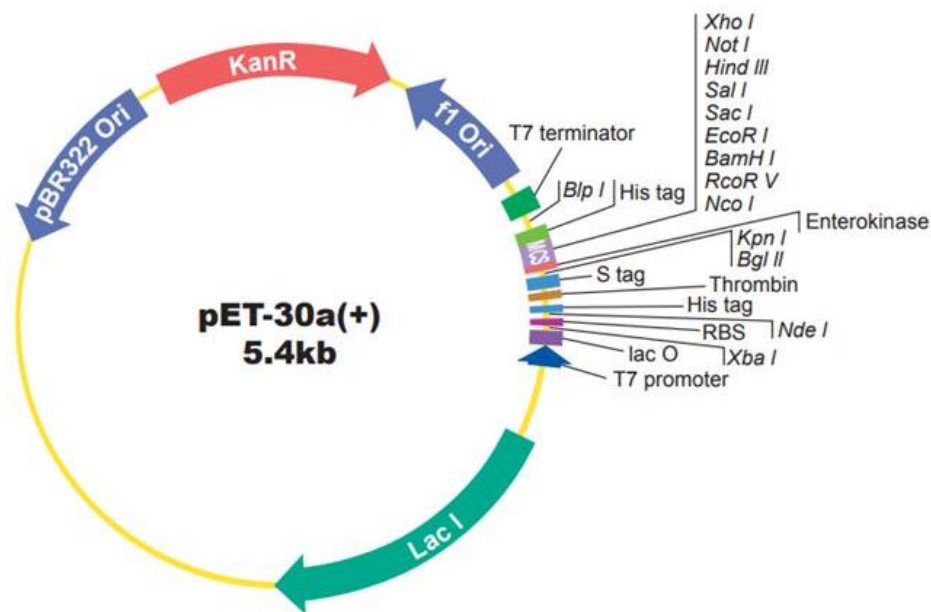 Xho I
Not I
Hind III
Sal I
Sac I
EcoR I
BamH I
RcoR V
Nco I
KanR
f1 Ori
pBR322 Ori
T7 terminator
Blp I
His tag
MCS
Enterokinase
Kpn I
Bgl II
S tag
Thrombin
His tag
Nde I
RBS
Xba I
lac O
T7 promoter
pET-30a(+)
5.4kb
Lac I